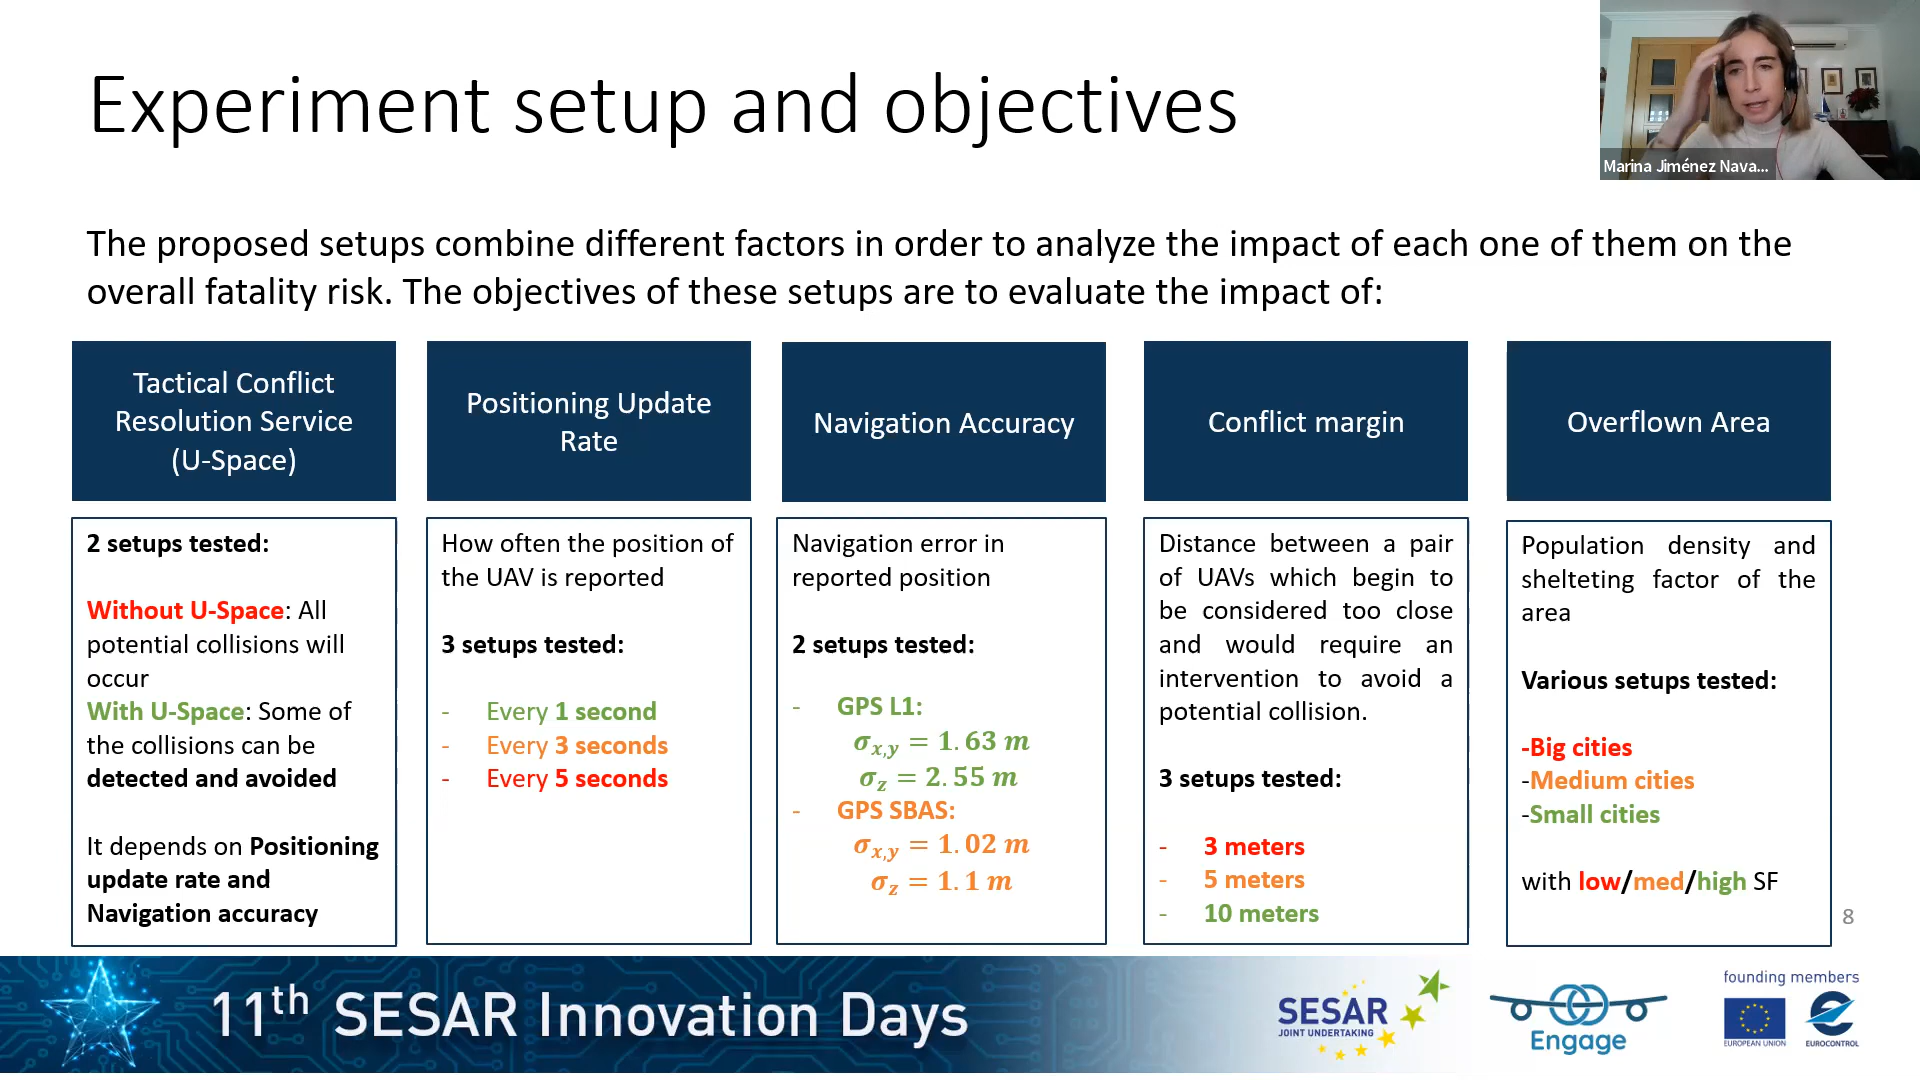 Experiment setup and objectives
Marina Jiménez Nava...
The proposed setups combine different factors in order to analyze the impact of each one of them on the
overall fatality risk. The objectives of these setups are to evaluate the impact of:
Tactical Conflict
Resolution Service
(U-Space)
2 setups tested:
Without U-Space: All
potential collisions will
occur
With U-Space: Some of
the collisions can be
detected and avoided
It depends on Positioning
update rate and
Navigation accuracy
Positioning Update
Rate
How often the position of
the UAV is reported
3 setups tested:
- Every 1 second
- Every 3 seconds
- Every 5 seconds
Navigation Accuracy
Navigation error in
reported position
2 setups tested:
- GPS L1:
σx,y = 1.63 m
σz = 2.55 m
- GPS SBAS:
σx,y = 1.02 m
σz = 1.1 m
Conflict margin
Distance between a pair
of UAVs which begin to
be considered too close
and would require an
intervention to avoid a
potential collision.
3 setups tested:
- 3 meters
- 5 meters
- 10 meters
Overflown Area
Population density and
shelteting factor of the
area
Various setups tested:
-Big cities
-Medium cities
-Small cities
with low/med/high SF
8
11th SESAR Innovation Days
SESAR
JOINT UNDERTAKING
Engage
founding members
EUROPEAN UNION
EUROCONTROL